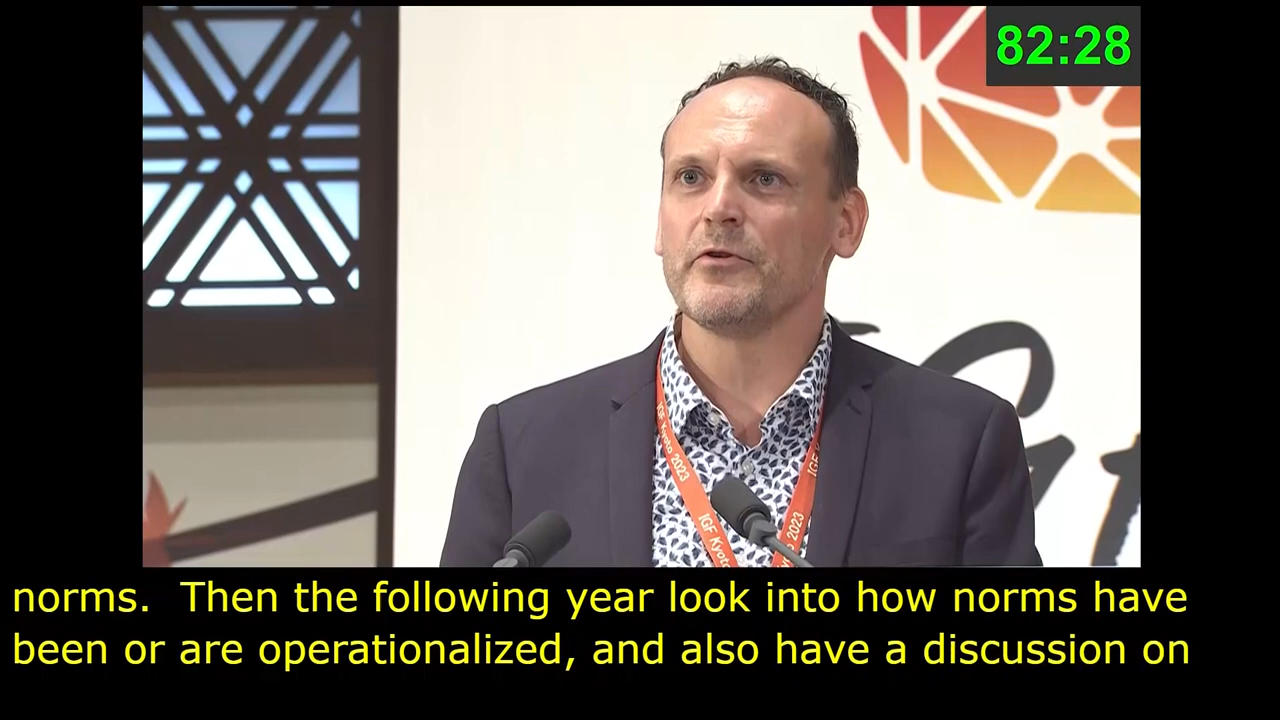 82:28
IGF Kyoto 2023
IGF Kyoto
IGF
2023
norms.  Then the following year look into how norms have
been or are operationalized, and also have a discussion on